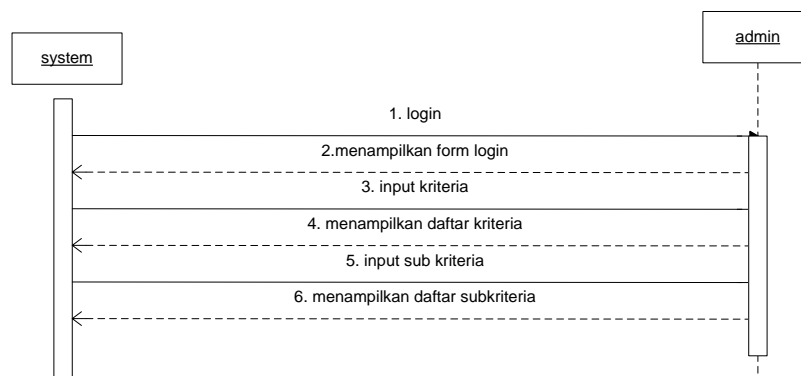 admin
system
1. login
2.menampilkan form login
3. input kriteria
4. menampilkan daftar kriteria
5. input sub kriteria
6. menampilkan daftar subkriteria